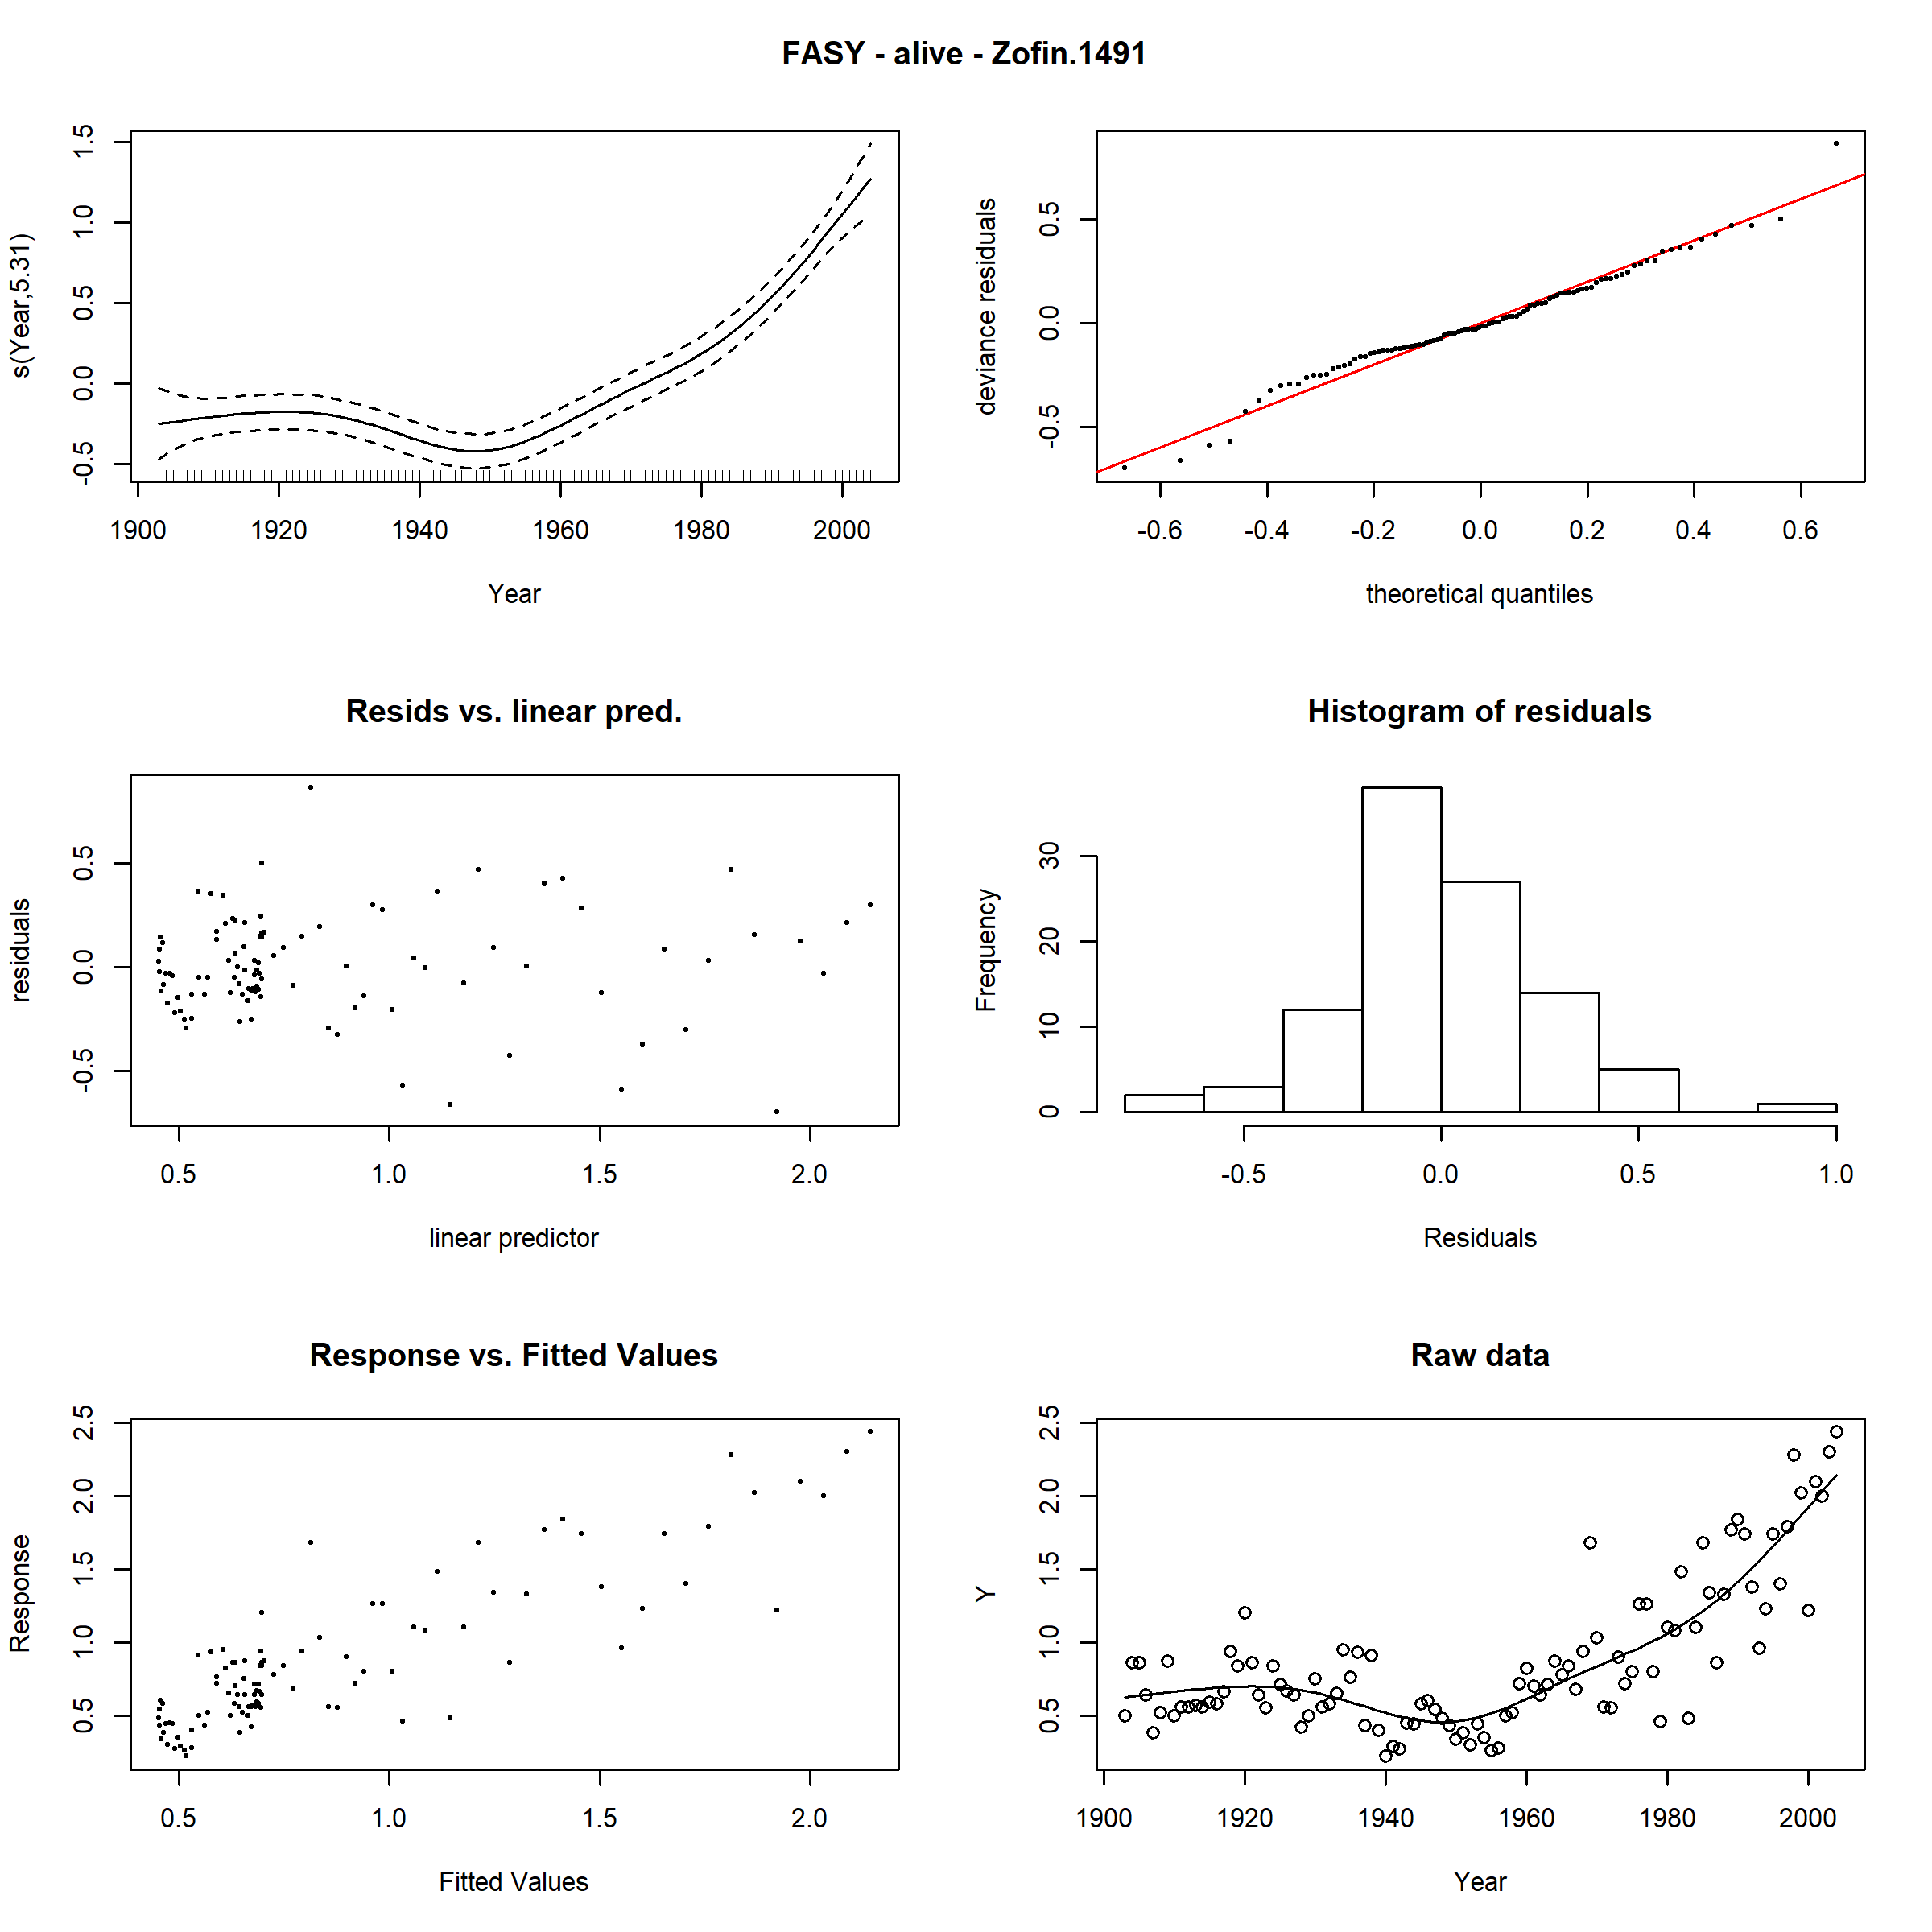 FASY - alive - Zofin.1491
s(Year,5.31)
-0.5 0.0 0.5 1.0 1.5
1900 1920 1940 1960 1980 2000
Year
deviance residuals
-0.5 0.0 0.5
-0.6 -0.4 -0.2 0.0 0.2 0.4 0.6
theoretical quantiles
Resids vs. linear pred.
residuals
-0.5 0.0 0.5
0.5 1.0 1.5 2.0
linear predictor
Histogram of residuals
Frequency
0 10 20 30
-0.5 0.0 0.5 1.0
Residuals
Response vs. Fitted Values
Response
0.5 1.0 1.5 2.0 2.5
0.5 1.0 1.5 2.0
Fitted Values
Raw data
Y
0.5 1.0 1.5 2.0 2.5
1900 1920 1940 1960 1980 2000
Year